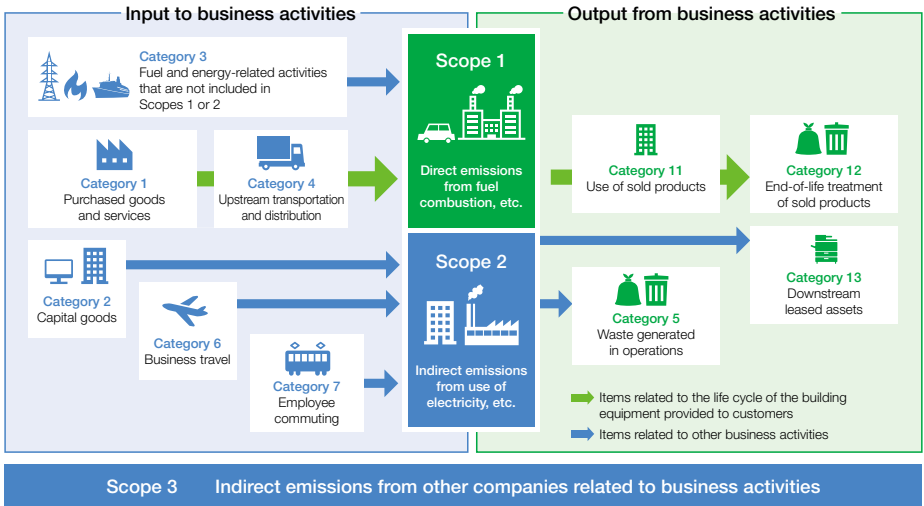 Input to business activities
Output from business activities
Category 3
Fuel and energy-related activities
that are not included in
Scopes 1 or 2
Category 1
Purchased goods
and services
Category 4
Upstream transportation
and distribution
Category 2
Capital goods
Category 6
Business travel
Category 7
Employee
commuting
Scope 1
Direct emissions
from fuel
combustion, etc.
Scope 2
Indirect emissions
from use of
electricity, etc.
Category 11
Use of sold products
Category 12
End-of-life treatment
of sold products
Category 13
Downstream
leased assets
Category 5
Waste generated
in operations
Items related to the life cycle of the building
equipment provided to customers
Items related to other business activities
Scope 3 Indirect emissions from other companies related to business activities